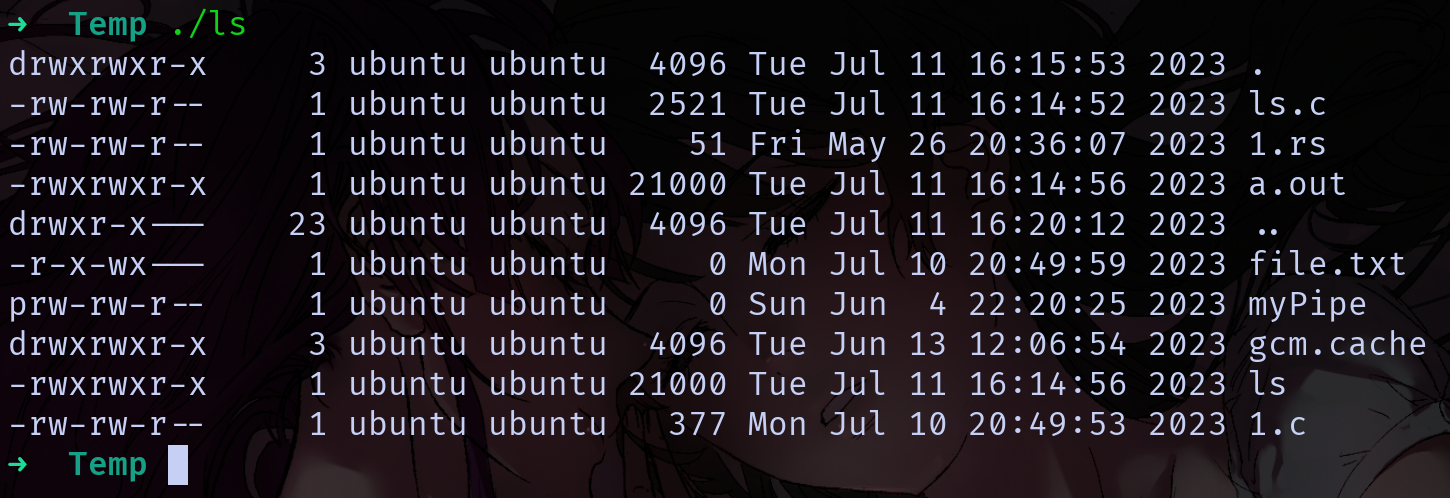 ➜  Temp ./ls
drwxrwxr-x     3 ubuntu ubuntu  4096 Tue Jul 11 16:15:53 2023 .
-rw-rw-r--     1 ubuntu ubuntu  2521 Tue Jul 11 16:14:52 2023 ls.c
-rw-rw-r--     1 ubuntu ubuntu    51 Fri May 26 20:36:07 2023 1.rs
-rwxrwxr-x     1 ubuntu ubuntu 21000 Tue Jul 11 16:14:56 2023 a.out
drwxr-x---    23 ubuntu ubuntu  4096 Tue Jul 11 16:20:12 2023 ..
-r-x-wx---     1 ubuntu ubuntu     0 Mon Jul 10 20:49:59 2023 file.txt
prw-rw-r--     1 ubuntu ubuntu     0 Sun Jun  4 22:20:25 2023 myPipe
drwxrwxr-x     3 ubuntu ubuntu  4096 Tue Jun 13 12:06:54 2023 gcm.cache
-rwxrwxr-x     1 ubuntu ubuntu 21000 Tue Jul 11 16:14:56 2023 ls
-rw-rw-r--     1 ubuntu ubuntu   377 Mon Jul 10 20:49:53 2023 1.c
➜  Temp